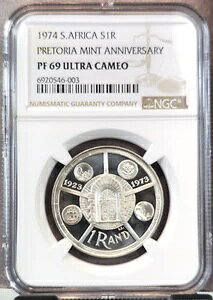 1974 S.AFRICA S1R
PRETORIA MINT ANNIVERSARY
PF 69 ULTRA CAMEO
6920546-003
NUMISMATIC GUARANTY COMPANY
NGC
1923
1973
1 RAND